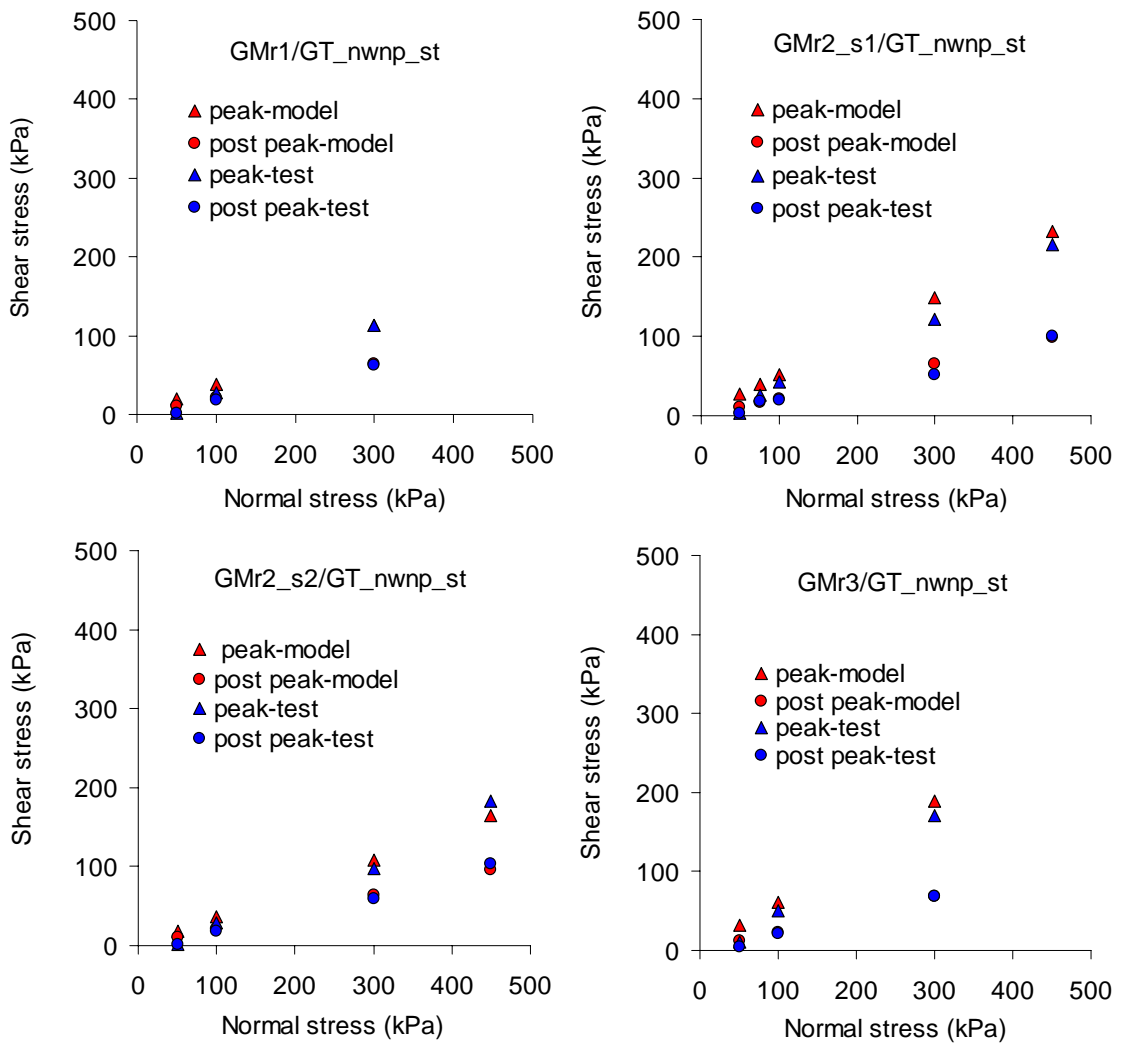 GMr1/GT_nwnp_st
peak-model
post peak-model
peak-test
post peak-test
500
400
300
200
100
0
0 100 200 300 400 500
Shear stress (kPa)
Normal stress (kPa)
GMr2_s1/GT_nwnp_st
peak-model
post peak-model
peak-test
post peak-test
500
400
300
200
100
0
0 100 200 300 400 500
Shear stress (kPa)
Normal stress (kPa)
GMr2_s2/GT_nwnp_st
peak-model
post peak-model
peak-test
post peak-test
500
400
300
200
100
0
0 100 200 300 400 500
Shear stress (kPa)
Normal stress (kPa)
GMr3/GT_nwnp_st
peak-model
post peak-model
peak-test
post peak-test
500
400
300
200
100
0
0 100 200 300 400 500
Shear stress (kPa)
Normal stress (kPa)